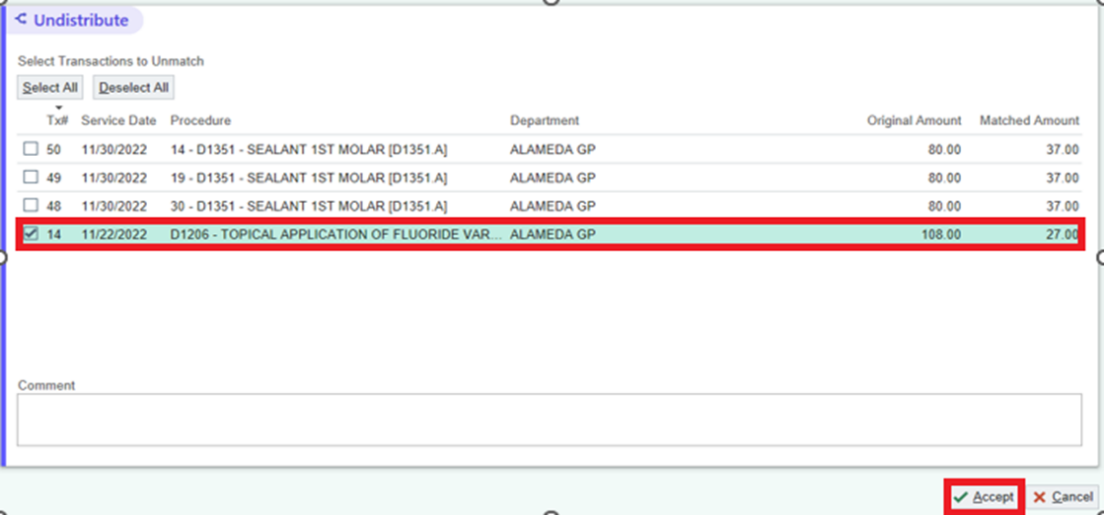 Undistribute
Select Transactions to Unmatch
Select All Deselect All
Tx# Service Date Procedure Department Original Amount Matched Amount
50 11/30/2022 14 - D1351 - SEALANT 1ST MOLAR [D1351.A] ALAMEDA GP 80.00 37.00
49 11/30/2022 19 - D1351 - SEALANT 1ST MOLAR [D1351.A] ALAMEDA GP 80.00 37.00
48 11/30/2022 30 - D1351 - SEALANT 1ST MOLAR [D1351.A] ALAMEDA GP 80.00 37.00
14 11/22/2022 D1206 - TOPICAL APPLICATION OF FLUORIDE VAR... ALAMEDA GP 108.00 27.00
Comment
Accept Cancel